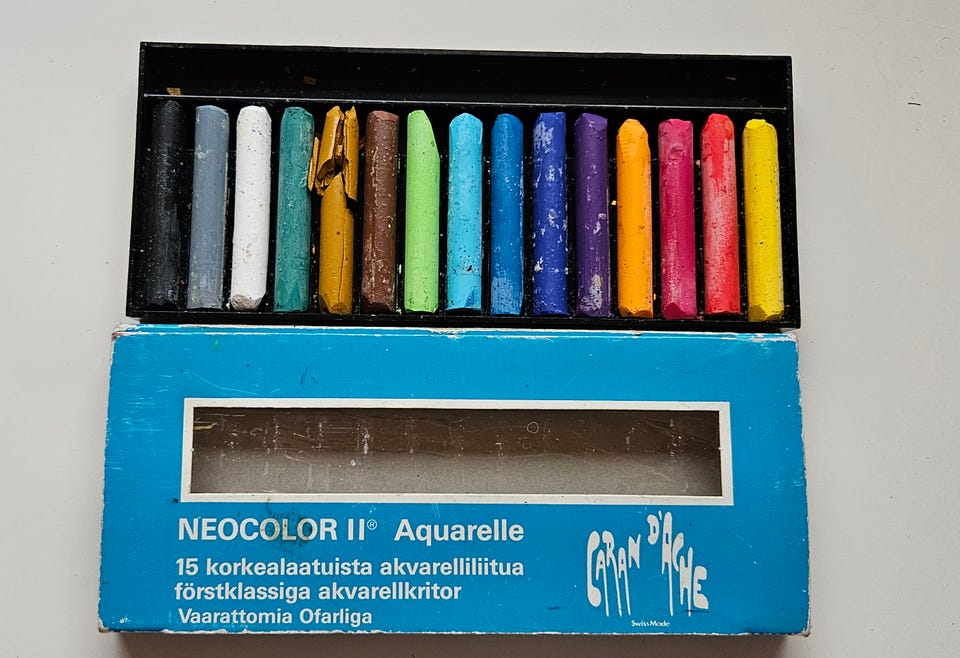 NEOCOLOR II® Aquarelle
15 korkealaatuista akvarelliliitua
förstklassiga akvarellkritor
Vaarattomia Ofarliga
CARAN D'ACHE
Swiss Made